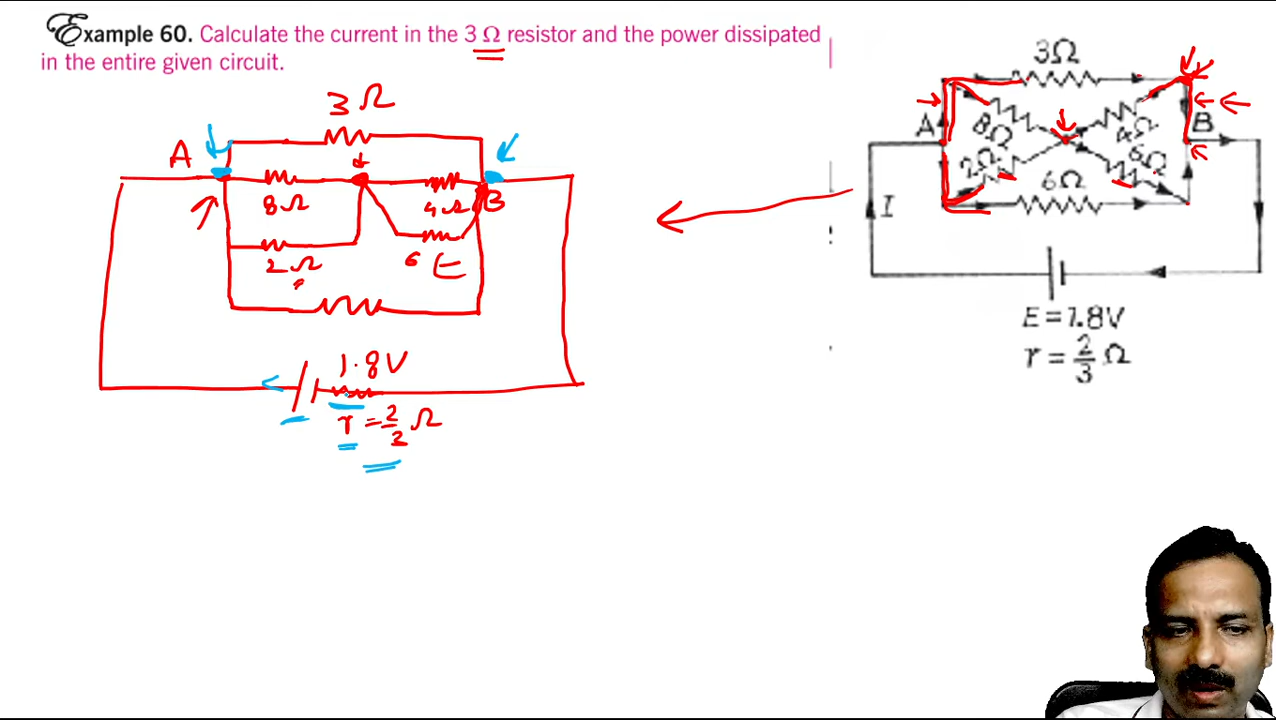 Example 60. Calculate the current in the 3 Ω resistor and the power dissipated
in the entire given circuit.
3 Ω
A
8 Ω
4 Ω
B
2 Ω
6
1.8 V
r = 2/3 Ω
3Ω
A
8Ω
4Ω
B
2Ω
6Ω
6Ω
I
E = 1.8V
r = 2/3 Ω